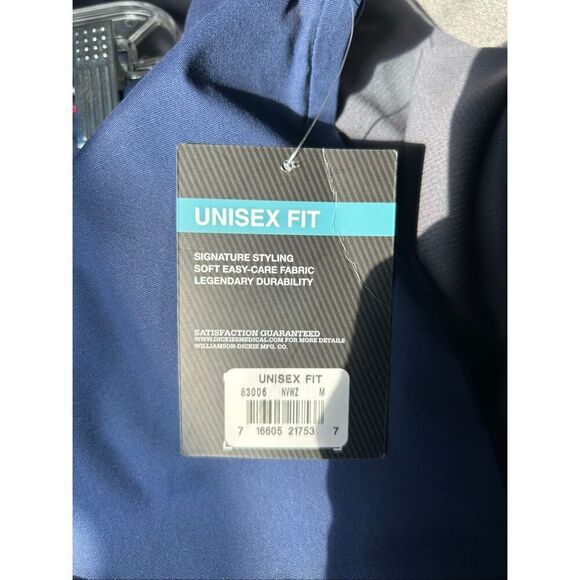 UNISEX FIT
SIGNATURE STYLING
SOFT EASY-CARE FABRIC
LEGENDARY DURABILITY
SATISFACTION GUARANTEED
WWW.DICKIESMEDICAL.COM FOR MORE DETAILS
WILLIAMSON-DICKIE MFG. CO.
UNISEX FIT
83006 NVWZ M
7 16605 21753 7